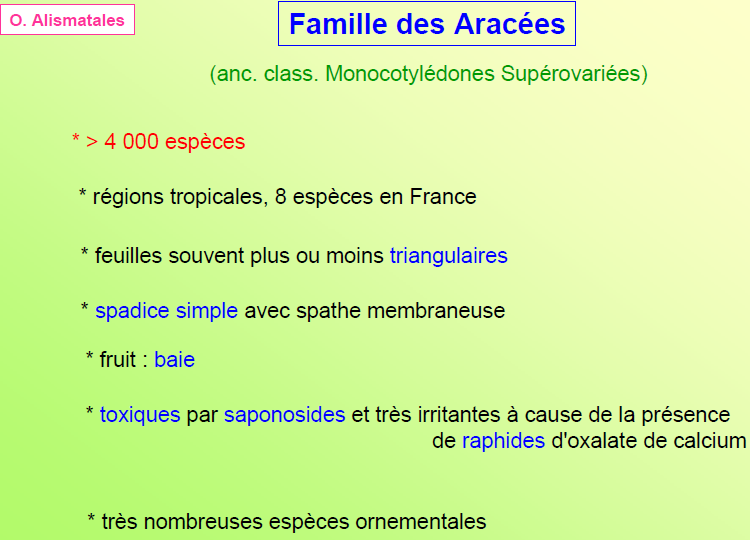 O. Alismatales
Famille des Aracées
(anc. class. Monocotylédones Supérovariées)
* > 4 000 espèces
* régions tropicales, 8 espèces en France
* feuilles souvent plus ou moins triangulaires
* spadice simple avec spathe membraneuse
* fruit : baie
* toxiques par saponosides et très irritantes à cause de la présence
de raphides d'oxalate de calcium
* très nombreuses espèces ornementales